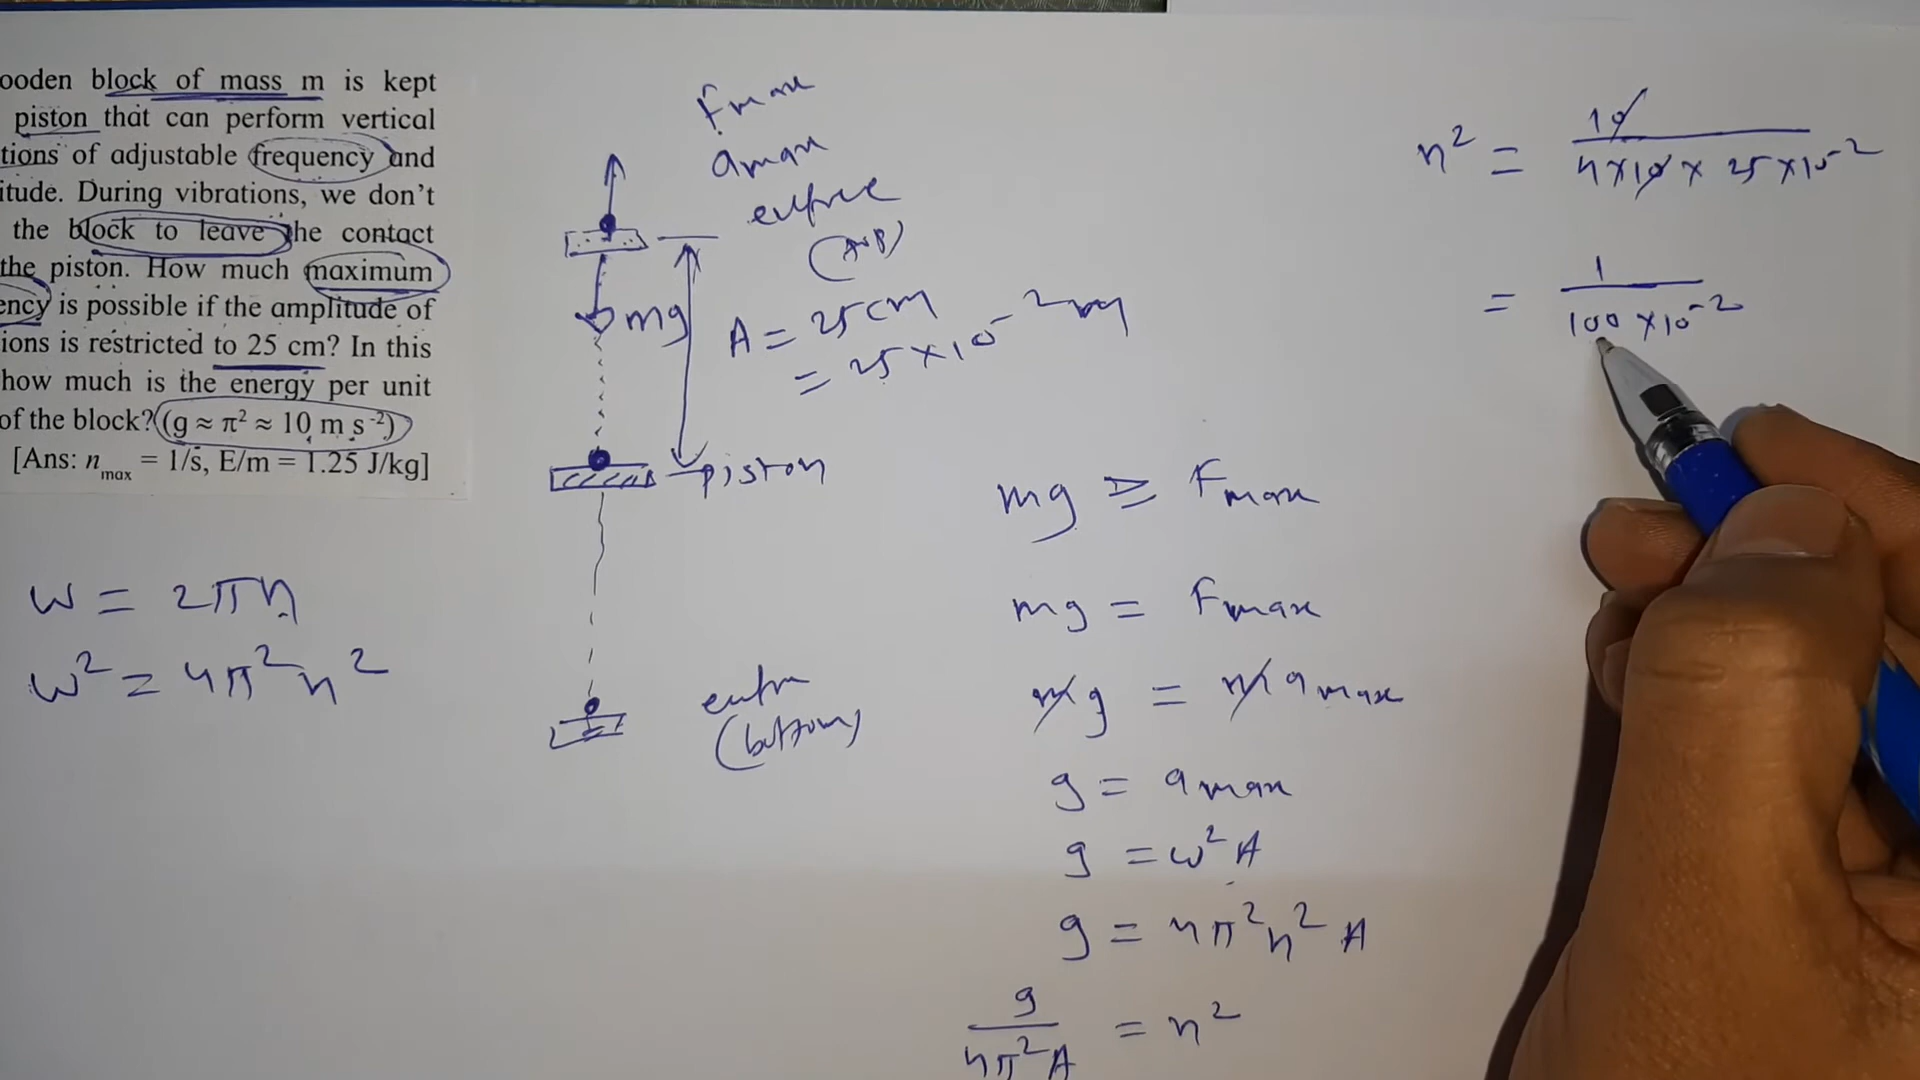 ooden block of mass m is kept
piston that can perform vertical
tions of adjustable frequency and
itude. During vibrations, we don't
the block to leave the contact
the piston. How much maximum
ency is possible if the amplitude of
ions is restricted to 25 cm? In this
how much is the energy per unit
of the block? (g ≈ π² ≈ 10 m s⁻²)
[Ans: n_max = 1/s, E/m = 1.25 J/kg]
w = 2πn
w² = 4π²n²
Fmax
amax
mg
A = 25 cm
= 25 × 10⁻² m
piston
(bottom)
mg ≥ Fmax
mg = Fmax
mg = m amax
g = amax
g = ω² A
g = 4π²n² A
g / 4π²A = n²
n² = 10 / 4×10 × 25×10⁻²
= 1 / 100 × 10⁻²